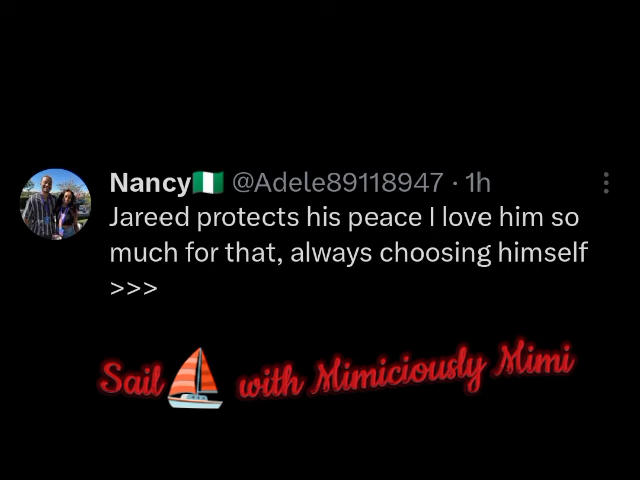 Nancy🇳🇬 @Adele89118947 · 1h
Jareed protects his peace I love him so
much for that, always choosing himself
>>>
Sail⛵ with Mimiciously Mimi